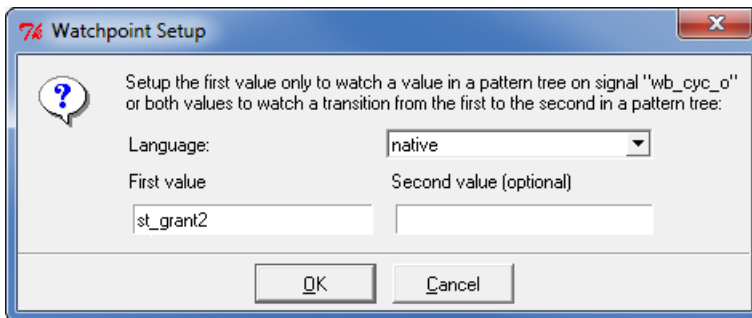 Watchpoint Setup
Setup the first value only to watch a value in a pattern tree on signal "wb_cyc_o"
or both values to watch a transition from the first to the second in a pattern tree:
Language:
native
First value
Second value (optional)
st_grant2
OK
Cancel